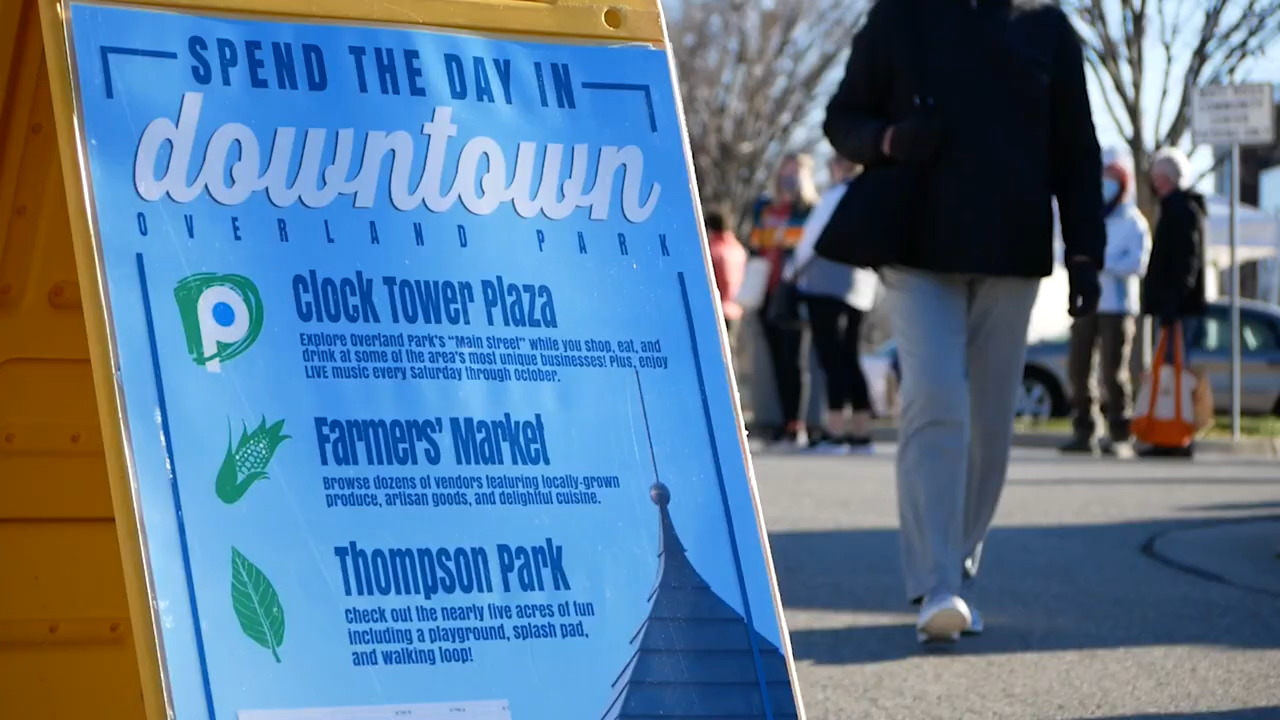 SPEND THE DAY IN
downtown
OVERLAND PARK
P
Clock Tower Plaza
Explore Overland Park's "Main Street" while you shop, eat, and
drink at some of the area's most unique businesses! Plus, enjoy
LIVE music every Saturday through October.
Farmers' Market
Browse dozens of vendors featuring locally-grown
produce, artisan goods, and delightful cuisine.
Thompson Park
Check out the nearly five acres of fun
including a playground, splash pad,
and walking loop!